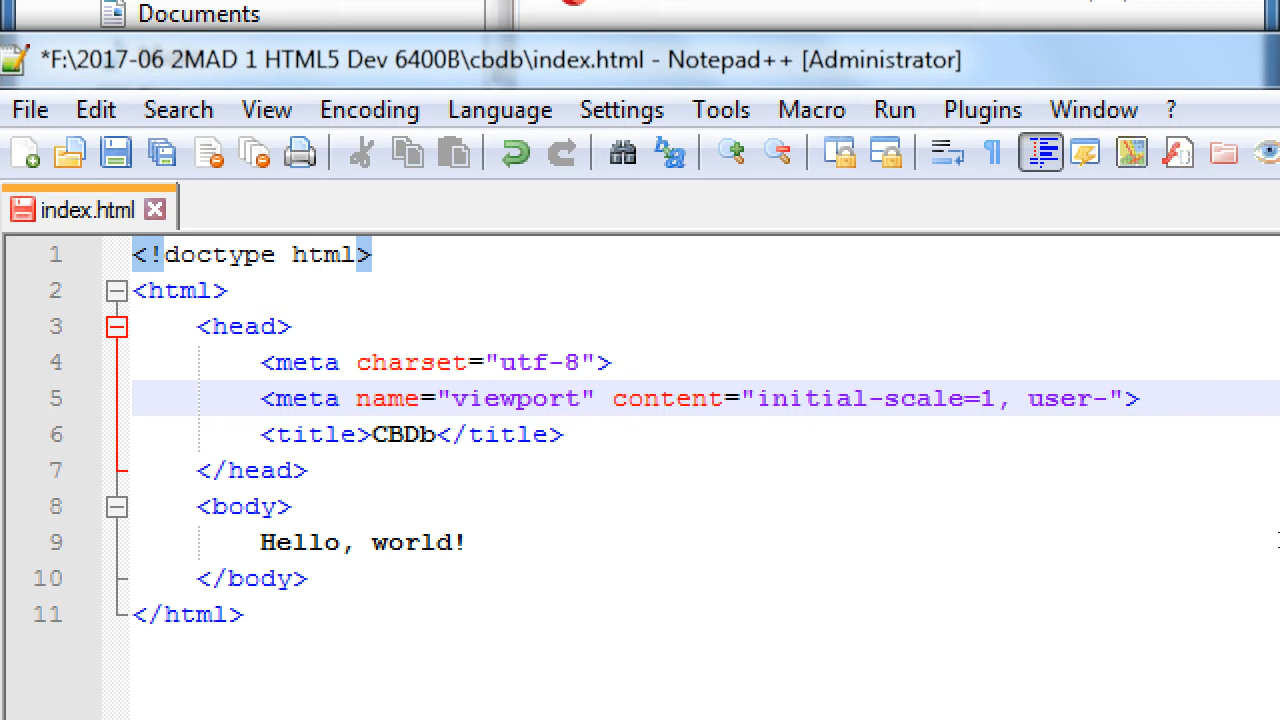 Documents
*F:\2017-06 2MAD 1 HTML5 Dev 6400B\cbdb\index.html - Notepad++ [Administrator]
File Edit Search View Encoding Language Settings Tools Macro Run Plugins Window ?
index.html
1 <!doctype html>
2 <html>
3 <head>
4 <meta charset="utf-8">
5 <meta name="viewport" content="initial-scale=1, user-">
6 <title>CBDb</title>
7 </head>
8 <body>
9 Hello, world!
10 </body>
11 </html>